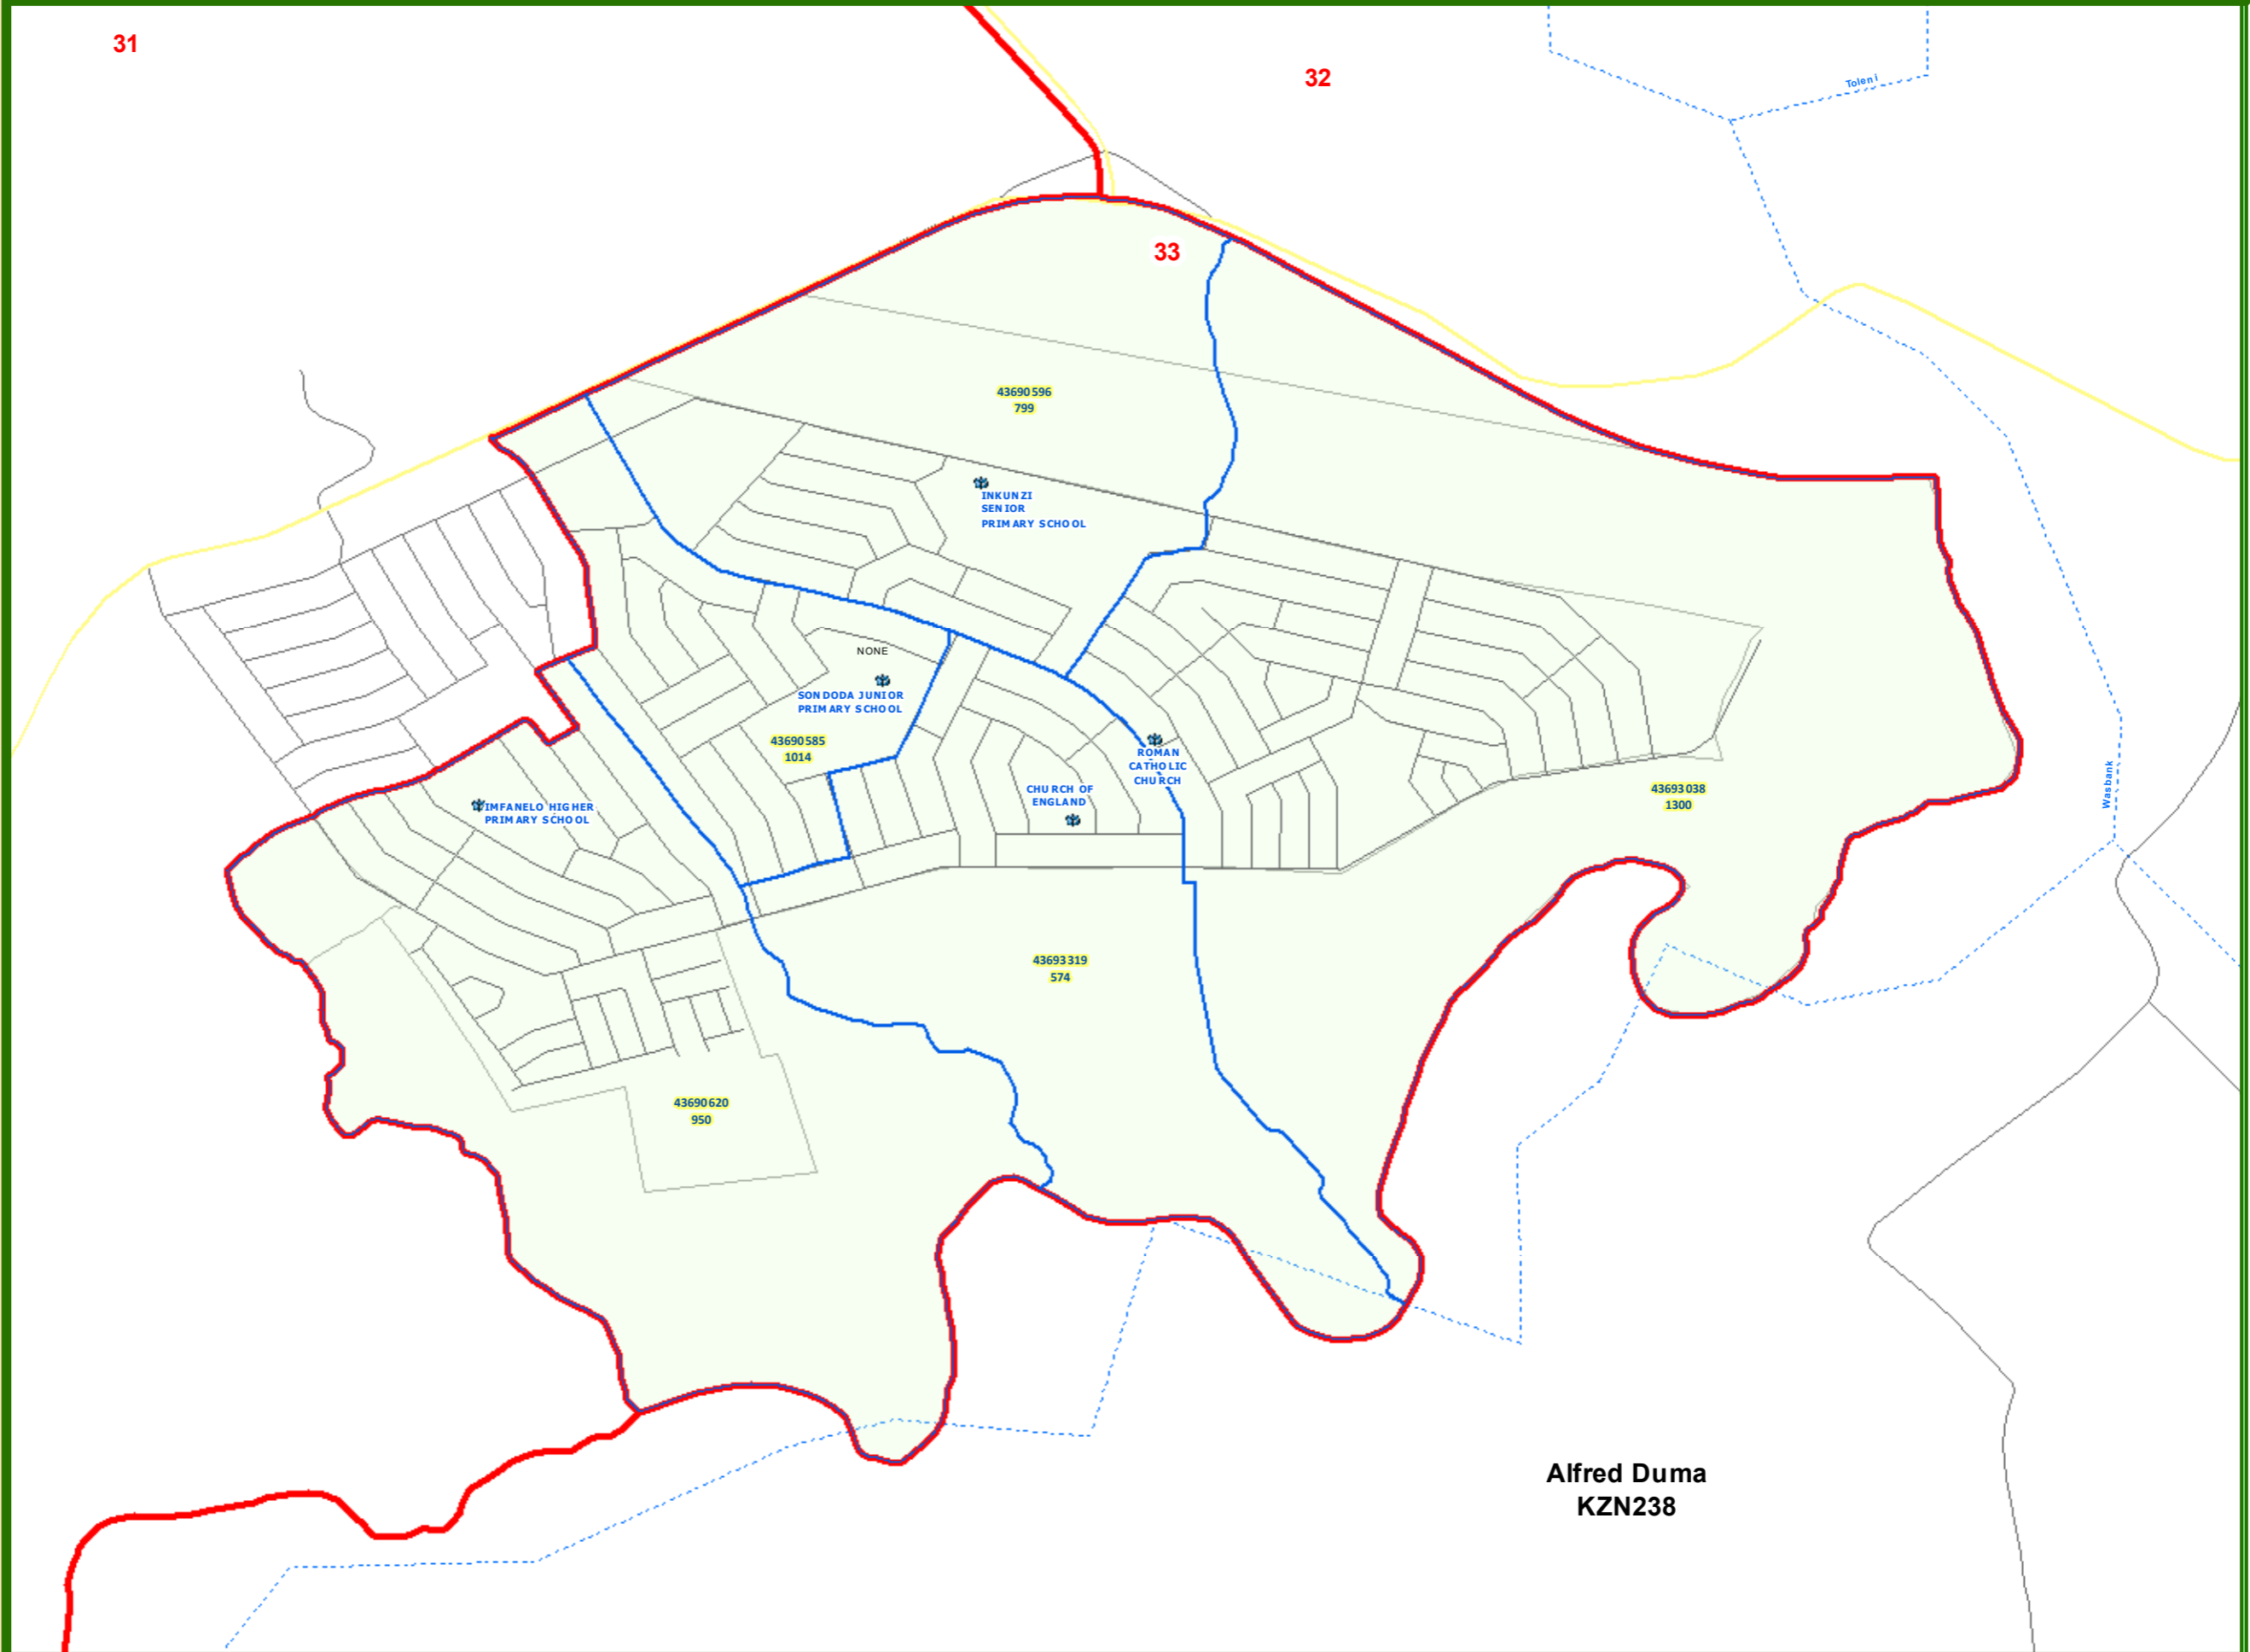 31
32
Toleni
33
43690596
799
INKUNZI
SENIOR
PRIMARY SCHOOL
NONE
SONDODA JUNIOR
PRIMARY SCHOOL
43690585
1014
ROMAN
CATHOLIC
CHURCH
CHURCH OF
ENGLAND
IMFANELO HIGHER
PRIMARY SCHOOL
43693038
1300
Wasbank
43693319
574
43690620
950
Alfred Duma
KZN238